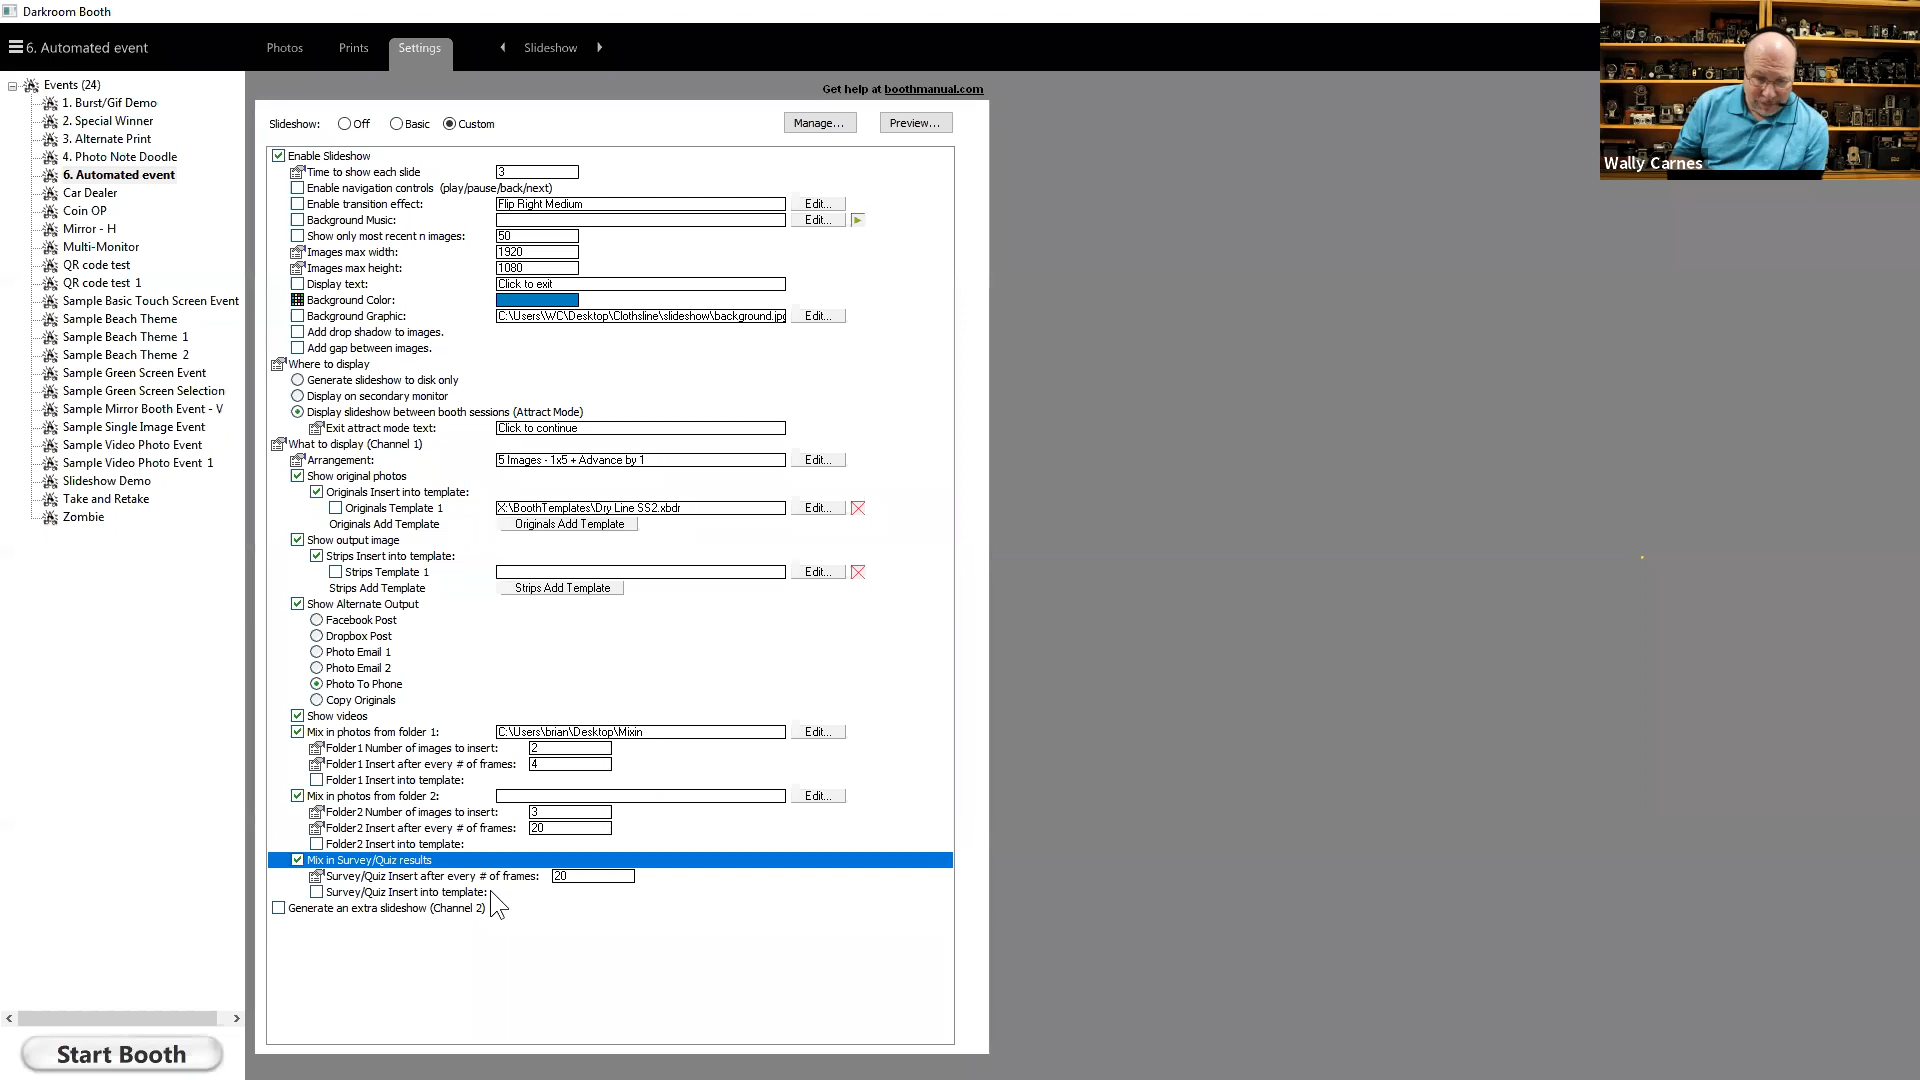 Darkroom Booth
6. Automated event
Photos
Prints
Settings
Slideshow
Events (24)
1. Burst/Gif Demo
2. Special Winner
3. Alternate Print
4. Photo Note Doodle
6. Automated event
Car Dealer
Coin OP
Mirror - H
Multi-Monitor
QR code test
QR code test 1
Sample Basic Touch Screen Event
Sample Beach Theme
Sample Beach Theme 1
Sample Beach Theme 2
Sample Green Screen Event
Sample Green Screen Selection
Sample Mirror Booth Event - V
Sample Single Image Event
Sample Video Photo Event
Sample Video Photo Event 1
Slideshow Demo
Take and Retake
Zombie
Start Booth
Get help at boothmanual.com
Slideshow: Off Basic Custom Manage... Preview...
Enable Slideshow
Time to show each slide 3
Enable navigation controls (play/pause/back/next)
Enable transition effect: Flip Right Medium Edit...
Background Music: Edit...
Show only most recent n images: 50
Images max width: 1920
Images max height: 1080
Display text: Click to exit
Background Color:
Background Graphic: C:\Users\WC\Desktop\Clothsline\slideshow\background.jpg Edit...
Add drop shadow to images.
Add gap between images.
Where to display
Generate slideshow to disk only
Display on secondary monitor
Display slideshow between booth sessions (Attract Mode)
Exit attract mode text: Click to continue
What to display (Channel 1)
Arrangement: 5 Images - 1x5 + Advance by 1 Edit...
Show original photos
Originals Insert into template:
Originals Template 1 X:\BoothTemplates\Dry Line SS2.xbdr Edit...
Originals Add Template Originals Add Template
Show output image
Strips Insert into template:
Strips Template 1 Edit...
Strips Add Template Strips Add Template
Show Alternate Output
Facebook Post
Dropbox Post
Photo Email 1
Photo Email 2
Photo To Phone
Copy Originals
Show videos
Mix in photos from folder 1: C:\Users\brian\Desktop\Mixin Edit...
Folder1 Number of images to insert: 2
Folder1 Insert after every # of frames: 4
Folder1 Insert into template:
Mix in photos from folder 2: Edit...
Folder2 Number of images to insert: 3
Folder2 Insert after every # of frames: 20
Folder2 Insert into template:
Mix in Survey/Quiz results
Survey/Quiz Insert after every # of frames: 20
Survey/Quiz Insert into template:
Generate an extra slideshow (Channel 2)
Wally Carnes